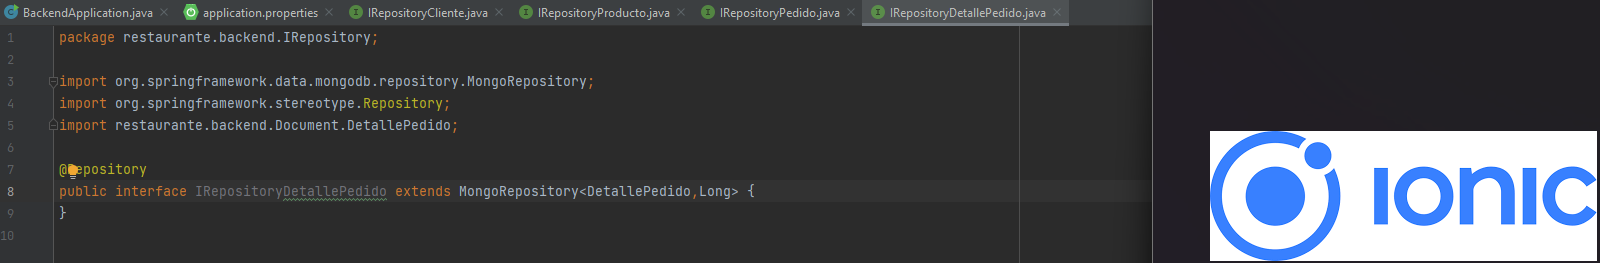 BackendApplication.java application.properties IRepositoryCliente.java IRepositoryProducto.java IRepositoryPedido.java IRepositoryDetallePedido.java
1 package restaurante.backend.IRepository;
2
3 import org.springframework.data.mongodb.repository.MongoRepository;
4 import org.springframework.stereotype.Repository;
5 import restaurante.backend.Document.DetallePedido;
6
7 @Repository
8 public interface IRepositoryDetallePedido extends MongoRepository<DetallePedido,Long> {
9 }
10
IONIC